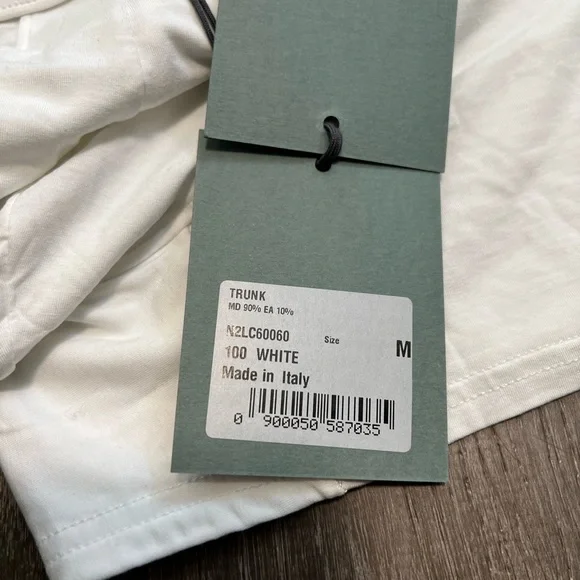 TRUNK
MD 90% EA 10%
N2LC60060 Size M
100 WHITE
Made in Italy
0 900050 587035